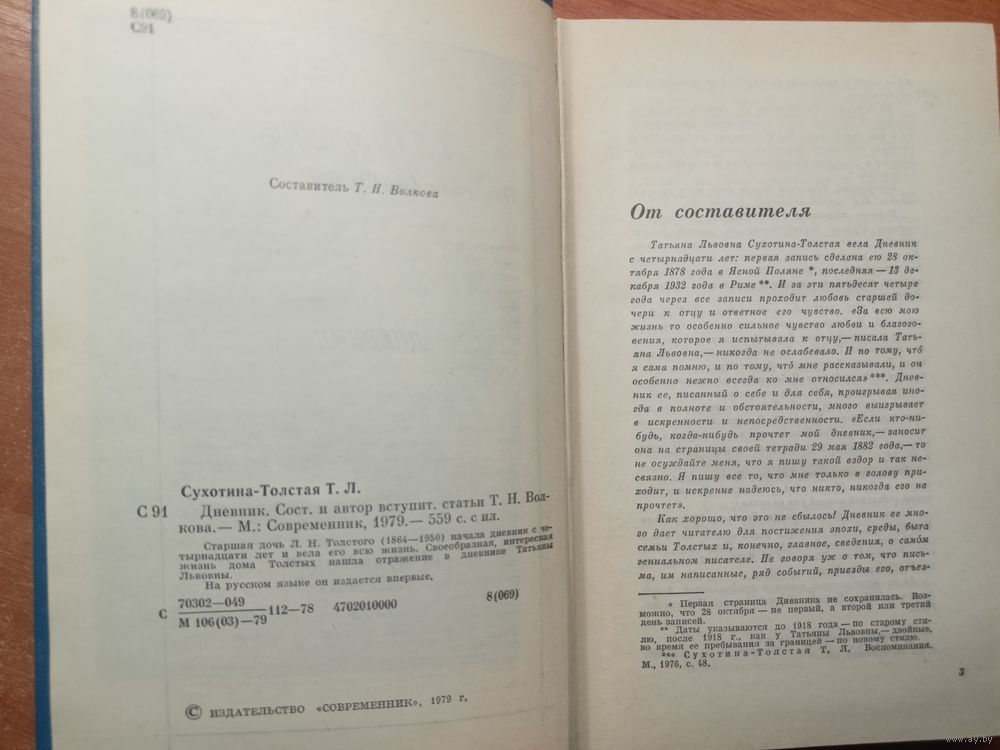 8(069)
С91
Составитель Т. Н. Волкова
Сухотина-Толстая Т. Л.
С 91 Дневник. Сост. и автор вступит. статьи Т. Н. Вол-
кова.— М.: Современник, 1979.— 559 с. с ил.
Старшая дочь Л. Н. Толстого (1864—1950) начала дневник с че-
тырнадцати лет и вела его всю жизнь. Своеобразная, интересная
жизнь дома Толстых нашла отражение в дневнике Татьяны
Львовны.
На русском языке он издается впервые.
С 70302—049
М 106(03)—79 112—78 4702010000 8(069)
© ИЗДАТЕЛЬСТВО «СОВРЕМЕННИК», 1979 г.
От составителя
Татьяна Львовна Сухотина-Толстая вела Дневник
с четырнадцати лет: первая запись сделана ею 28 ок-
тября 1878 года в Ясной Поляне *, последняя — 13 де-
кабря 1932 года в Риме **. И за эти пятьдесят четыре
года через все записи проходит любовь старшей до-
чери к отцу и ответное его чувство. «За всю мою
жизнь то особенно сильное чувство любви и благого-
вения, которое я испытывала к отцу,— писала Тать-
яна Львовна,— никогда не ослабевало. И по тому, что́
я сама помню, и по тому, что́ мне рассказывали, и он
особенно нежно всегда ко мне относился» ***. Днев-
ник ее, писанный о себе и для себя, проигрывая ино-
гда в полноте и обстоятельности, много выигрывает
в искренности и непосредственности. «Если кто-ни-
будь, когда-нибудь прочтет мой дневник,— заносит
она на страницы своей тетради 29 мая 1882 года,— то
не осуждайте меня, что я пишу такой вздор и так не-
связно. Я пишу все то, что мне только в голову при-
ходит, и искренне надеюсь, что никто, никогда его не
прочтет».
Как хорошо, что это не сбылось! Дневник ее мно-
го дает читателю для постижения эпохи, среды, быта
семьи Толстых и, конечно, главное, сведения, о само́м
гениальном писателе. Не говоря уж о том, что пись-
ма, им написанные, ряд событий, приезды его, отъез-
* Первая страница Дневника не сохранилась. Воз-
можно, что 28 октября — не первый, а второй или третий
день записей.
** Даты указываются до 1918 года — по старому сти-
лю, после 1918 г., как у Татьяны Львовны,— двойные,
во время ее пребывания за границей — по новому стилю.
*** Сухотина-Толстая Т. Л. Воспоминания.
М., 1976, с. 48.
3
www.ay.by